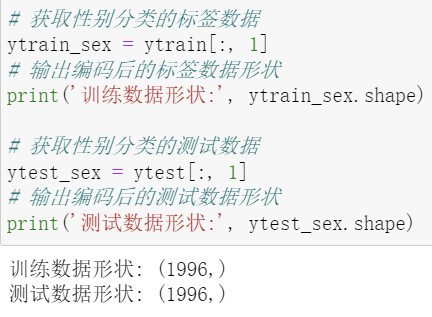 # 获取性别分类的标签数据
ytrain_sex = ytrain[:, 1]
# 输出编码后的标签数据形状
print('训练数据形状:', ytrain_sex.shape)
# 获取性别分类的测试数据
ytest_sex = ytest[:, 1]
# 输出编码后的测试数据形状
print('测试数据形状:', ytest_sex.shape)
训练数据形状: (1996,)
测试数据形状: (1996,)